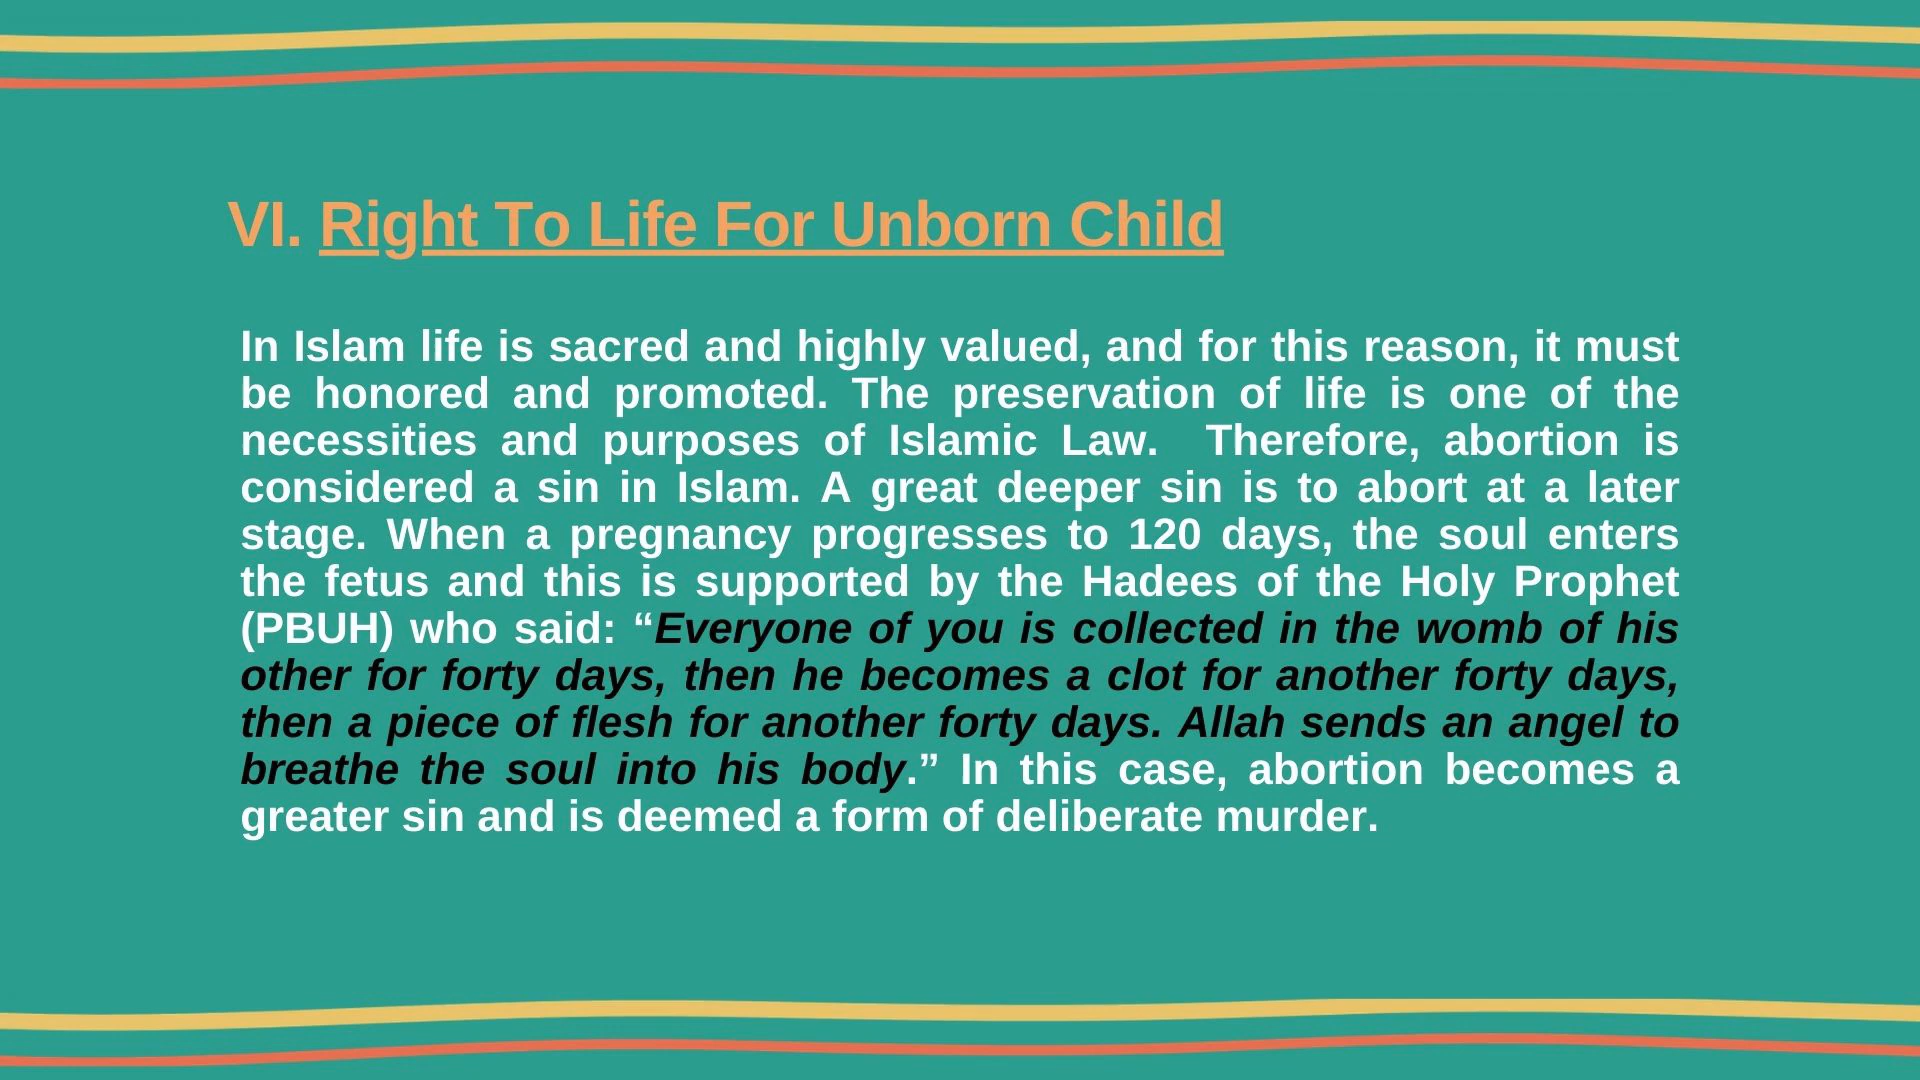 VI. Right To Life For Unborn Child
In Islam life is sacred and highly valued, and for this reason, it must
be honored and promoted. The preservation of life is one of the
necessities and purposes of Islamic Law.  Therefore, abortion is
considered a sin in Islam. A great deeper sin is to abort at a later
stage. When a pregnancy progresses to 120 days, the soul enters
the fetus and this is supported by the Hadees of the Holy Prophet
(PBUH) who said: “Everyone of you is collected in the womb of his
other for forty days, then he becomes a clot for another forty days,
then a piece of flesh for another forty days. Allah sends an angel to
breathe the soul into his body.” In this case, abortion becomes a
greater sin and is deemed a form of deliberate murder.